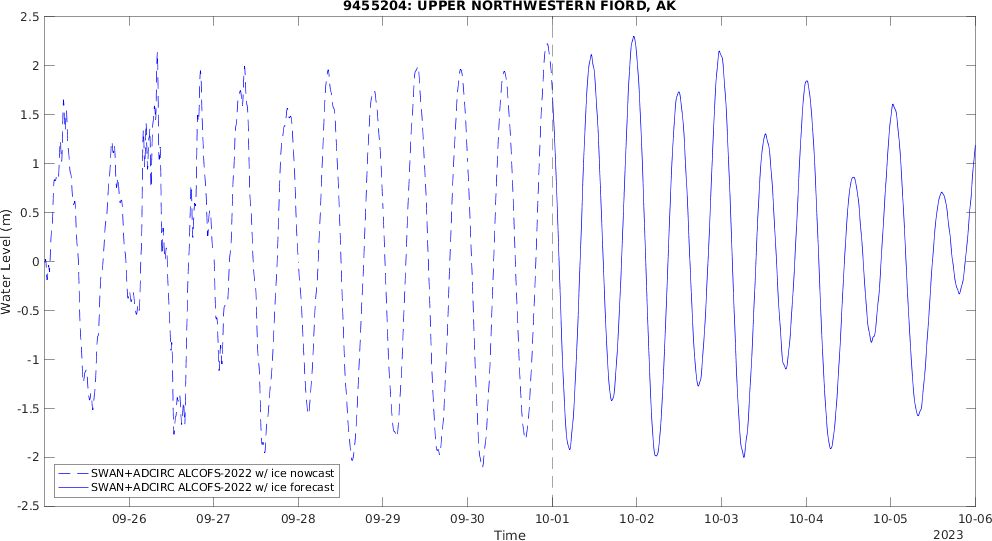 9455204: UPPER NORTHWESTERN FIORD, AK
2.5
2
1.5
1
0.5
0
-0.5
-1
-1.5
-2
-2.5
Water Level (m)
SWAN+ADCIRC ALCOFS-2022 w/ ice nowcast
SWAN+ADCIRC ALCOFS-2022 w/ ice forecast
09-26 09-27 09-28 09-29 09-30 10-01 10-02 10-03 10-04 10-05 10-06
Time
2023